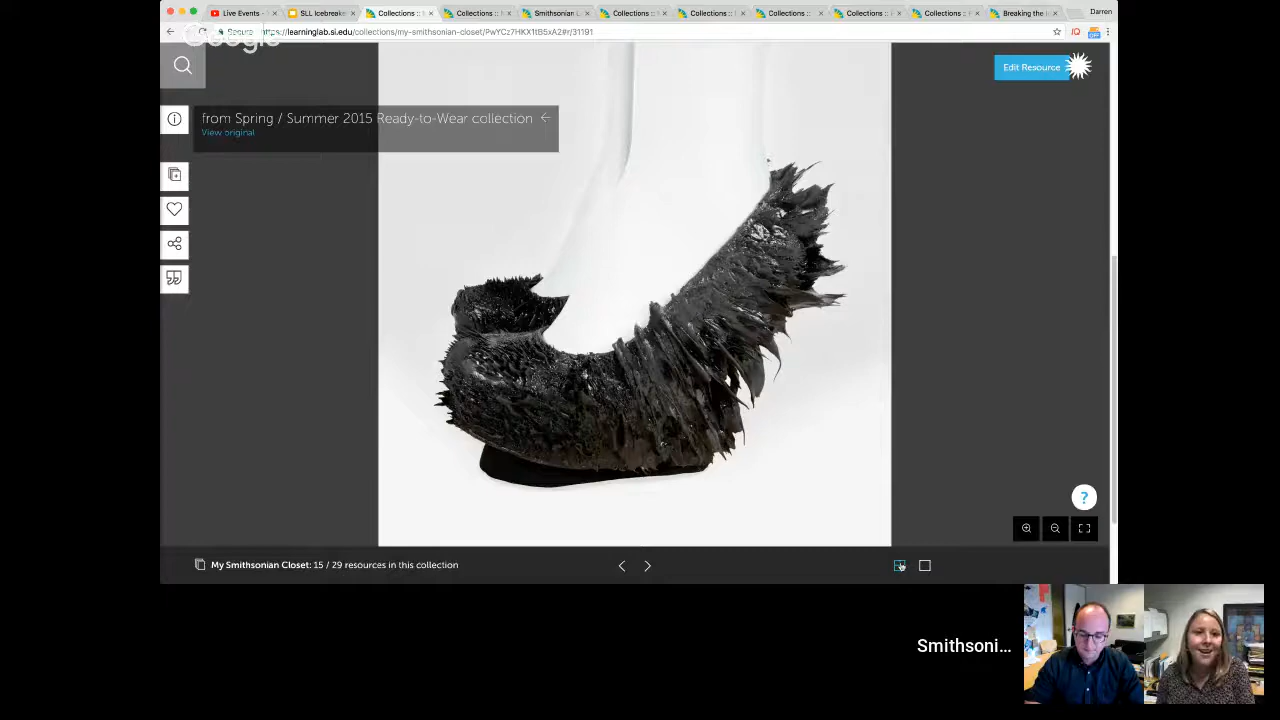 Live Events -
SLL Icebreake
Collections ::
Collections ::
Smithsonian L
Collections ::
Collections ::
Collections ::
Collections ::
Collections ::
Breaking the I
Darren
Secure https://learninglab.si.edu/collections/my-smithsonian-closet/PwYCz7HKX1tB5xA2#r/31191
Google
Edit Resource
from Spring / Summer 2015 Ready-to-Wear collection
View original
?
My Smithsonian Closet: 15 / 29 resources in this collection
Smithsoni...